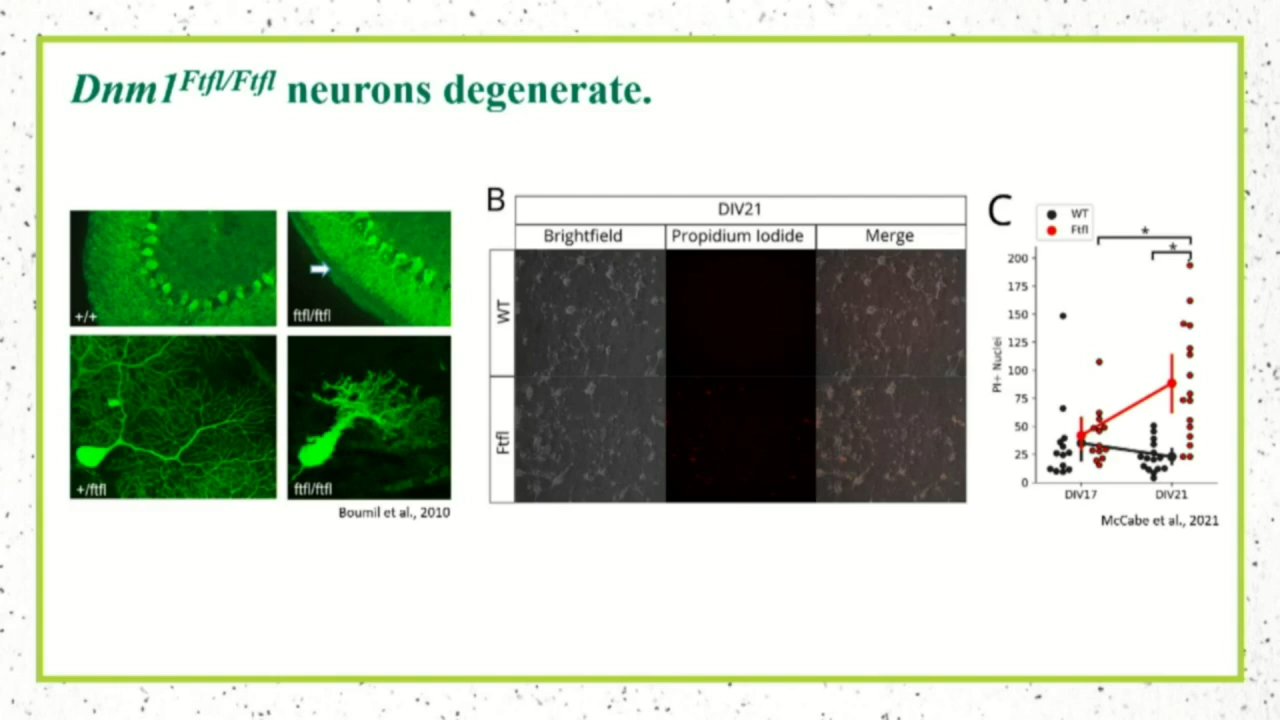 Dnm1Ftfl/Ftfl neurons degenerate.
+/+
ftfl/ftfl
+/ftfl
ftfl/ftfl
Boumil et al., 2010
B
DIV21
Brightfield
Propidium Iodide
Merge
WT
Ftfl
C
WT
Ftfl
*
*
200
175
150
125
100
75
50
25
0
PI+ Nuclei
DIV17
DIV21
McCabe et al., 2021